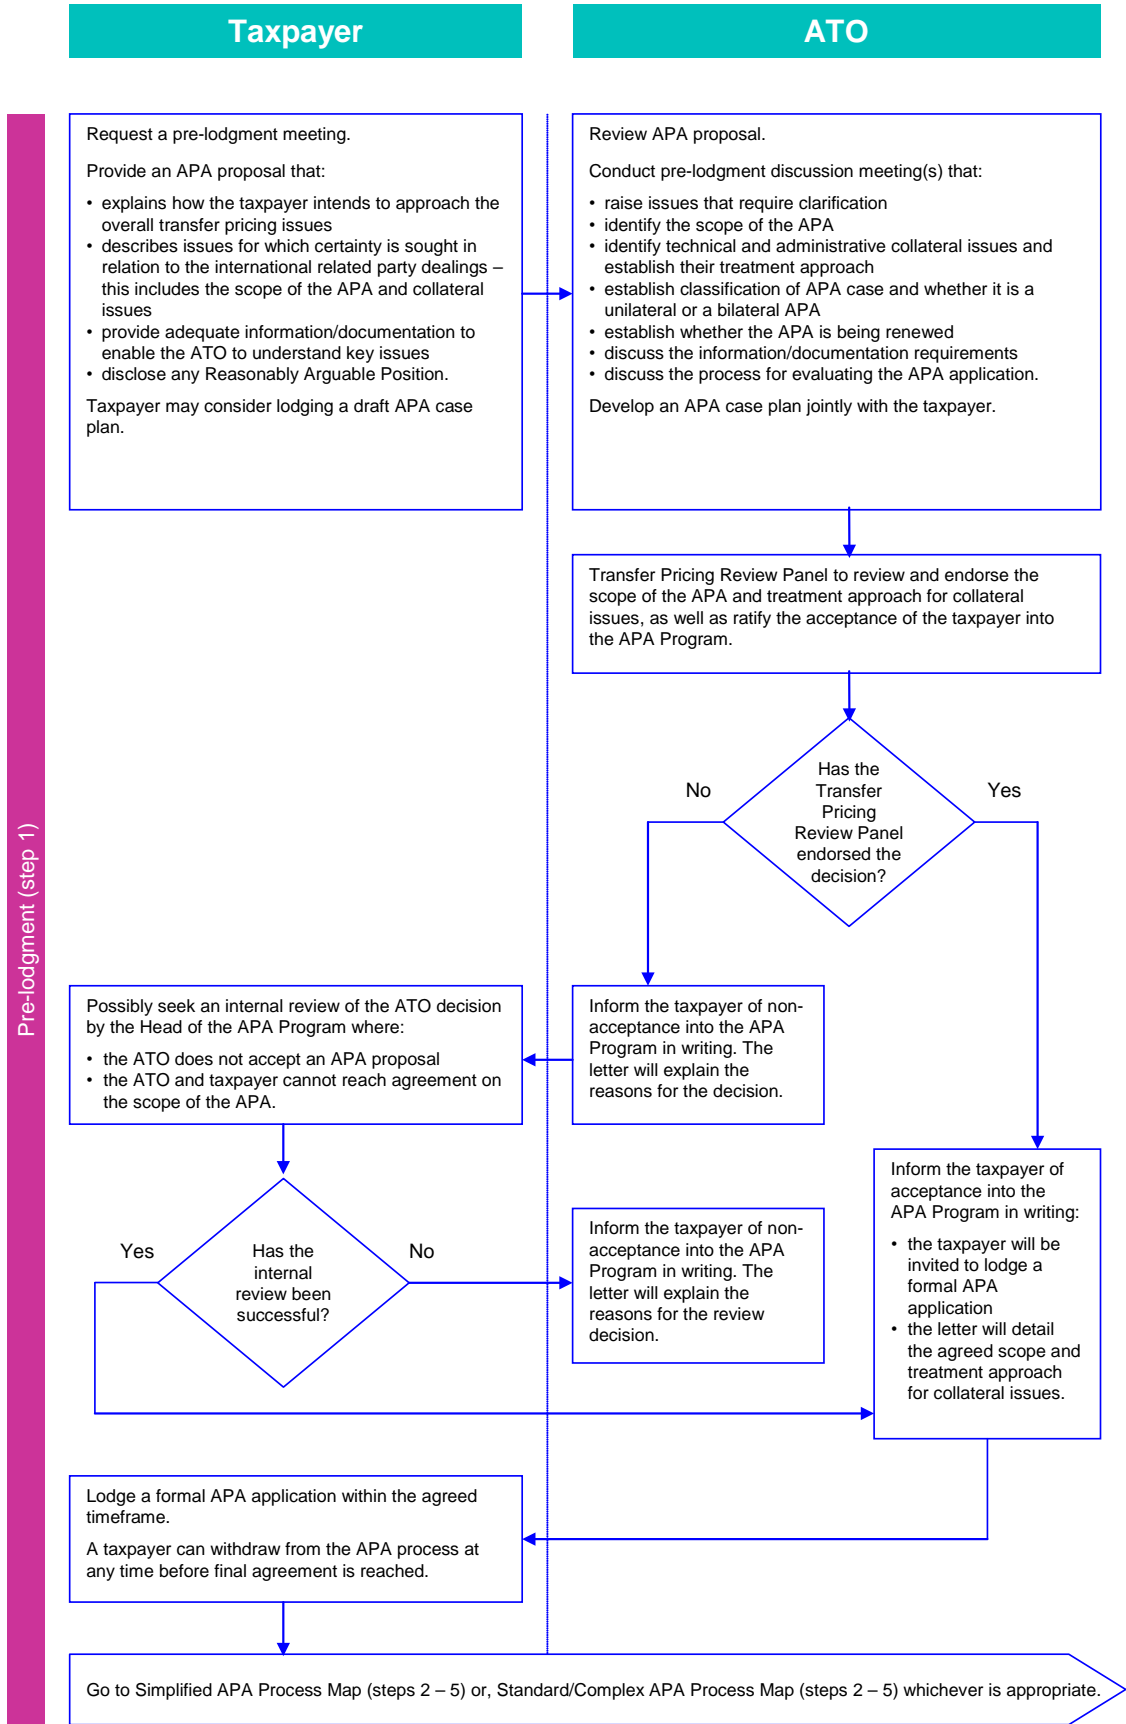 Taxpayer
ATO
Pre-lodgment (step 1)
Request a pre-lodgment meeting.
Provide an APA proposal that:
• explains how the taxpayer intends to approach the
overall transfer pricing issues
• describes issues for which certainty is sought in
relation to the international related party dealings –
this includes the scope of the APA and collateral
issues
• provide adequate information/documentation to
enable the ATO to understand key issues
• disclose any Reasonably Arguable Position.
Taxpayer may consider lodging a draft APA case
plan.
Review APA proposal.
Conduct pre-lodgment discussion meeting(s) that:
• raise issues that require clarification
• identify the scope of the APA
• identify technical and administrative collateral issues and
establish their treatment approach
• establish classification of APA case and whether it is a
unilateral or a bilateral APA
• establish whether the APA is being renewed
• discuss the information/documentation requirements
• discuss the process for evaluating the APA application.
Develop an APA case plan jointly with the taxpayer.
Transfer Pricing Review Panel to review and endorse the
scope of the APA and treatment approach for collateral
issues, as well as ratify the acceptance of the taxpayer into
the APA Program.
No
Has the
Transfer
Pricing
Review Panel
endorsed the
decision?
Yes
Inform the taxpayer of non-
acceptance into the APA
Program in writing. The
letter will explain the
reasons for the decision.
Possibly seek an internal review of the ATO decision
by the Head of the APA Program where:
• the ATO does not accept an APA proposal
• the ATO and taxpayer cannot reach agreement on
the scope of the APA.
Yes
Has the
internal
review been
successful?
No
Inform the taxpayer of non-
acceptance into the APA
Program in writing. The
letter will explain the
reasons for the review
decision.
Inform the taxpayer of
acceptance into the
APA Program in writing:
• the taxpayer will be
invited to lodge a
formal APA
application
• the letter will detail
the agreed scope and
treatment approach
for collateral issues.
Lodge a formal APA application within the agreed
timeframe.
A taxpayer can withdraw from the APA process at
any time before final agreement is reached.
Go to Simplified APA Process Map (steps 2 – 5) or, Standard/Complex APA Process Map (steps 2 – 5) whichever is appropriate.